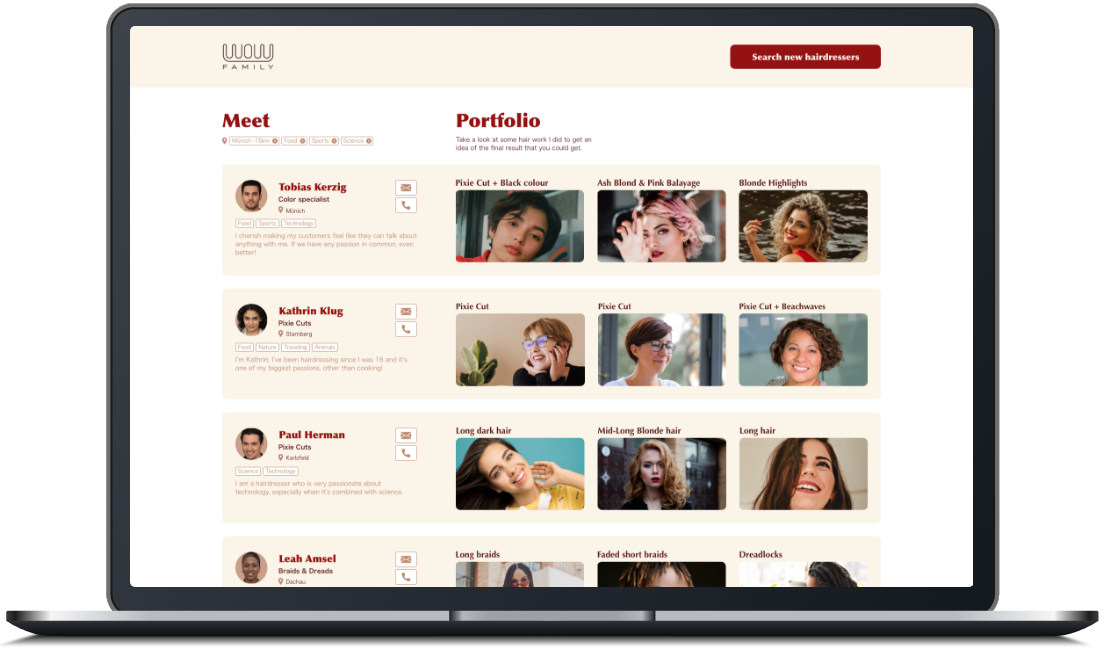 WOW
FAMILY
Search new hairdressers
Meet
Münich - 15km Food Sports Science
Portfolio
Take a look at some hair work I did to get an
idea of the final result that you could get.
Tobias Kerzig
Color specialist
Münich
Food Sports Technology
I cherish making my customers feel like they can talk about
anything with me. If we have any passion in common, even
better!
Pixie Cut + Black colour
Ash Blond & Pink Balayage
Blonde Highlights
Kathrin Klug
Pixie Cuts
Starnberg
Food Nature Traveling Animals
I'm Kathrin, I've been hairdressing since I was 16 and it's
one of my biggest passions, other than cooking!
Pixie Cut
Pixie Cut
Pixie Cut + Beachwaves
Paul Herman
Pixie Cuts
Karlsfeld
Science Technology
I am a hairdresser who is very passionate about
technology, especially when it's combined with science.
Long dark hair
Mid-Long Blonde hair
Long hair
Leah Amsel
Braids & Dreads
Dachau
Long braids
Faded short braids
Dreadlocks